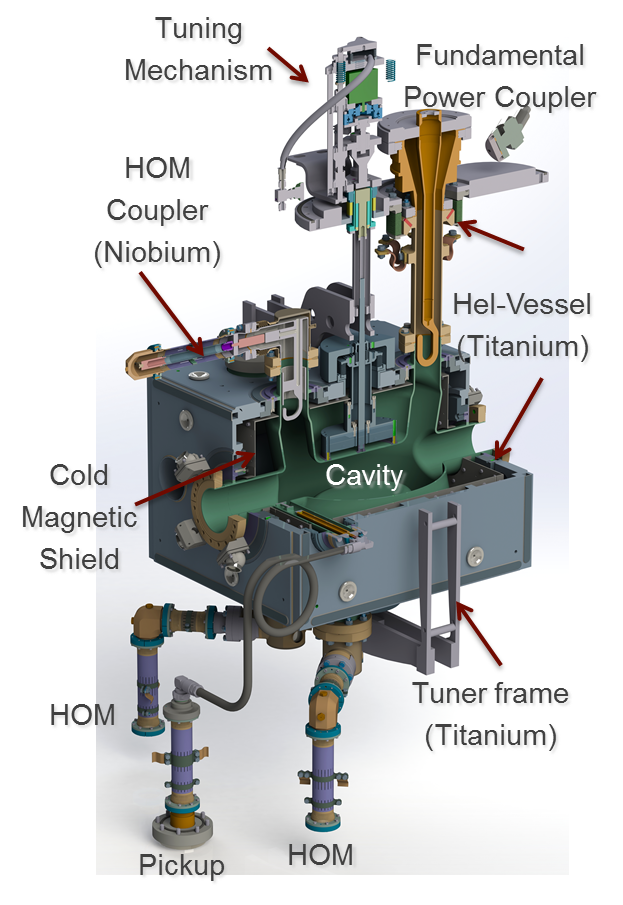 Tuning
Mechanism
Fundamental
Power Coupler
HOM
Coupler
(Niobium)
Hel-Vessel
(Titanium)
Cold
Magnetic
Shield
Cavity
Tuner frame
(Titanium)
HOM
HOM
Pickup